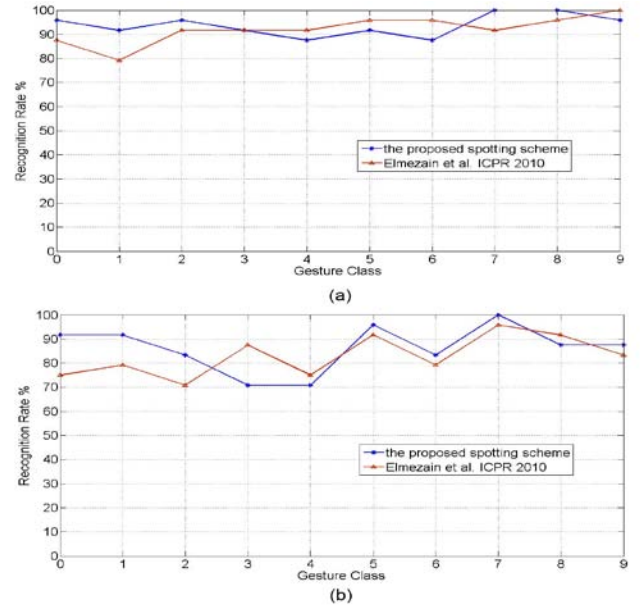 100
90
80
70
60
50
40
30
20
10
0
Recognition Rate %
the proposed spotting scheme
Elmezain et al. ICPR 2010
0 1 2 3 4 5 6 7 8 9
Gesture Class
(a)
100
90
80
70
60
50
40
30
20
10
0
Recognition Rate %
the proposed spotting scheme
Elmezain et al. ICPR 2010
0 1 2 3 4 5 6 7 8 9
Gesture Class
(b)